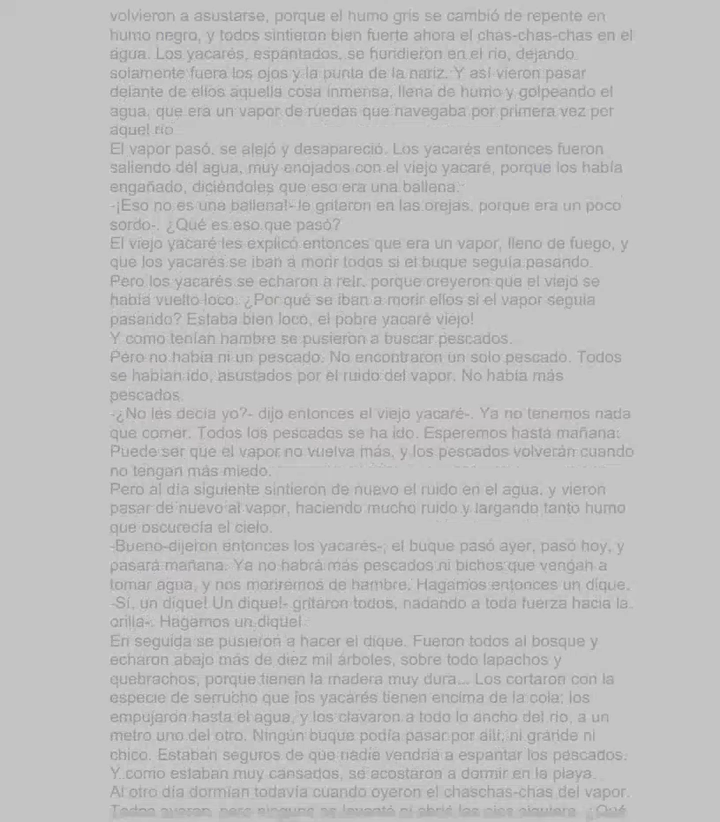 volvieron a asustarse, porque el humo gris se cambió de repente en
humo negro, y todos sintieron bien fuerte ahora el chas-chas-chas en el
agua. Los yacarés, espantados, se hundieron en el río, dejando
solamente fuera los ojos y la punta de la nariz. Y así vieron pasar
delante de ellos aquella cosa inmensa, llena de humo y golpeando el
agua, que era un vapor de ruedas que navegaba por primera vez por
aquel río.
El vapor pasó, se alejó y desapareció. Los yacarés entonces fueron
saliendo del agua, muy enojados con el viejo yacaré, porque los había
engañado, diciéndoles que eso era una ballena.
-¡Eso no es una ballena!- le gritaron en las orejas, porque era un poco
sordo-. ¿Qué es eso que pasó?
El viejo yacaré les explicó entonces que era un vapor, lleno de fuego, y
que los yacarés se iban a morir todos si el buque seguía pasando.
Pero los yacarés se echaron a reír, porque creyeron que el viejo se
había vuelto loco. ¿Por qué se iban a morir ellos si el vapor seguía
pasando? Estaba bien loco, el pobre yacaré viejo!
Y como tenían hambre se pusieron a buscar pescados.
Pero no había ni un pescado. No encontraron un solo pescado. Todos
se habían ido, asustados por el ruido del vapor. No había más
pescados.
-¿No les decía yo?- dijo entonces el viejo yacaré-. Ya no tenemos nada
que comer. Todos los pescados se ha ido. Esperemos hasta mañana.
Puede ser que el vapor no vuelva más, y los pescados volverán cuando
no tengan más miedo.
Pero al día siguiente sintieron de nuevo el ruido en el agua, y vieron
pasar de nuevo al vapor, haciendo mucho ruido y largando tanto humo
que oscurecía el cielo.
-Bueno-dijeron entonces los yacarés-; el buque pasó ayer, pasó hoy, y
pasará mañana. Ya no habrá más pescados ni bichos que vengan a
tomar agua, y nos moriremos de hambre. Hagamos entonces un dique.
-Sí, un dique! Un dique!- gritaron todos, nadando a toda fuerza hacia la
orilla-. Hagamos un dique!
En seguida se pusieron a hacer el dique. Fueron todos al bosque y
echaron abajo más de diez mil árboles, sobre todo lapachos y
quebrachos, porque tienen la madera muy dura... Los cortaron con la
especie de serrucho que los yacarés tienen encima de la cola; los
empujaron hasta el agua, y los clavaron a todo lo ancho del río, a un
metro uno del otro. Ningún buque podía pasar por allí, ni grande ni
chico. Estaban seguros de que nadie vendría a espantar los pescados.
Y como estaban muy cansados, se acostaron a dormir en la playa.
Al otro día dormían todavía cuando oyeron el chaschas-chas del vapor.
Todos oyeron, pero ninguno se levantó ni abrió los ojos siquiera. ¿Qué